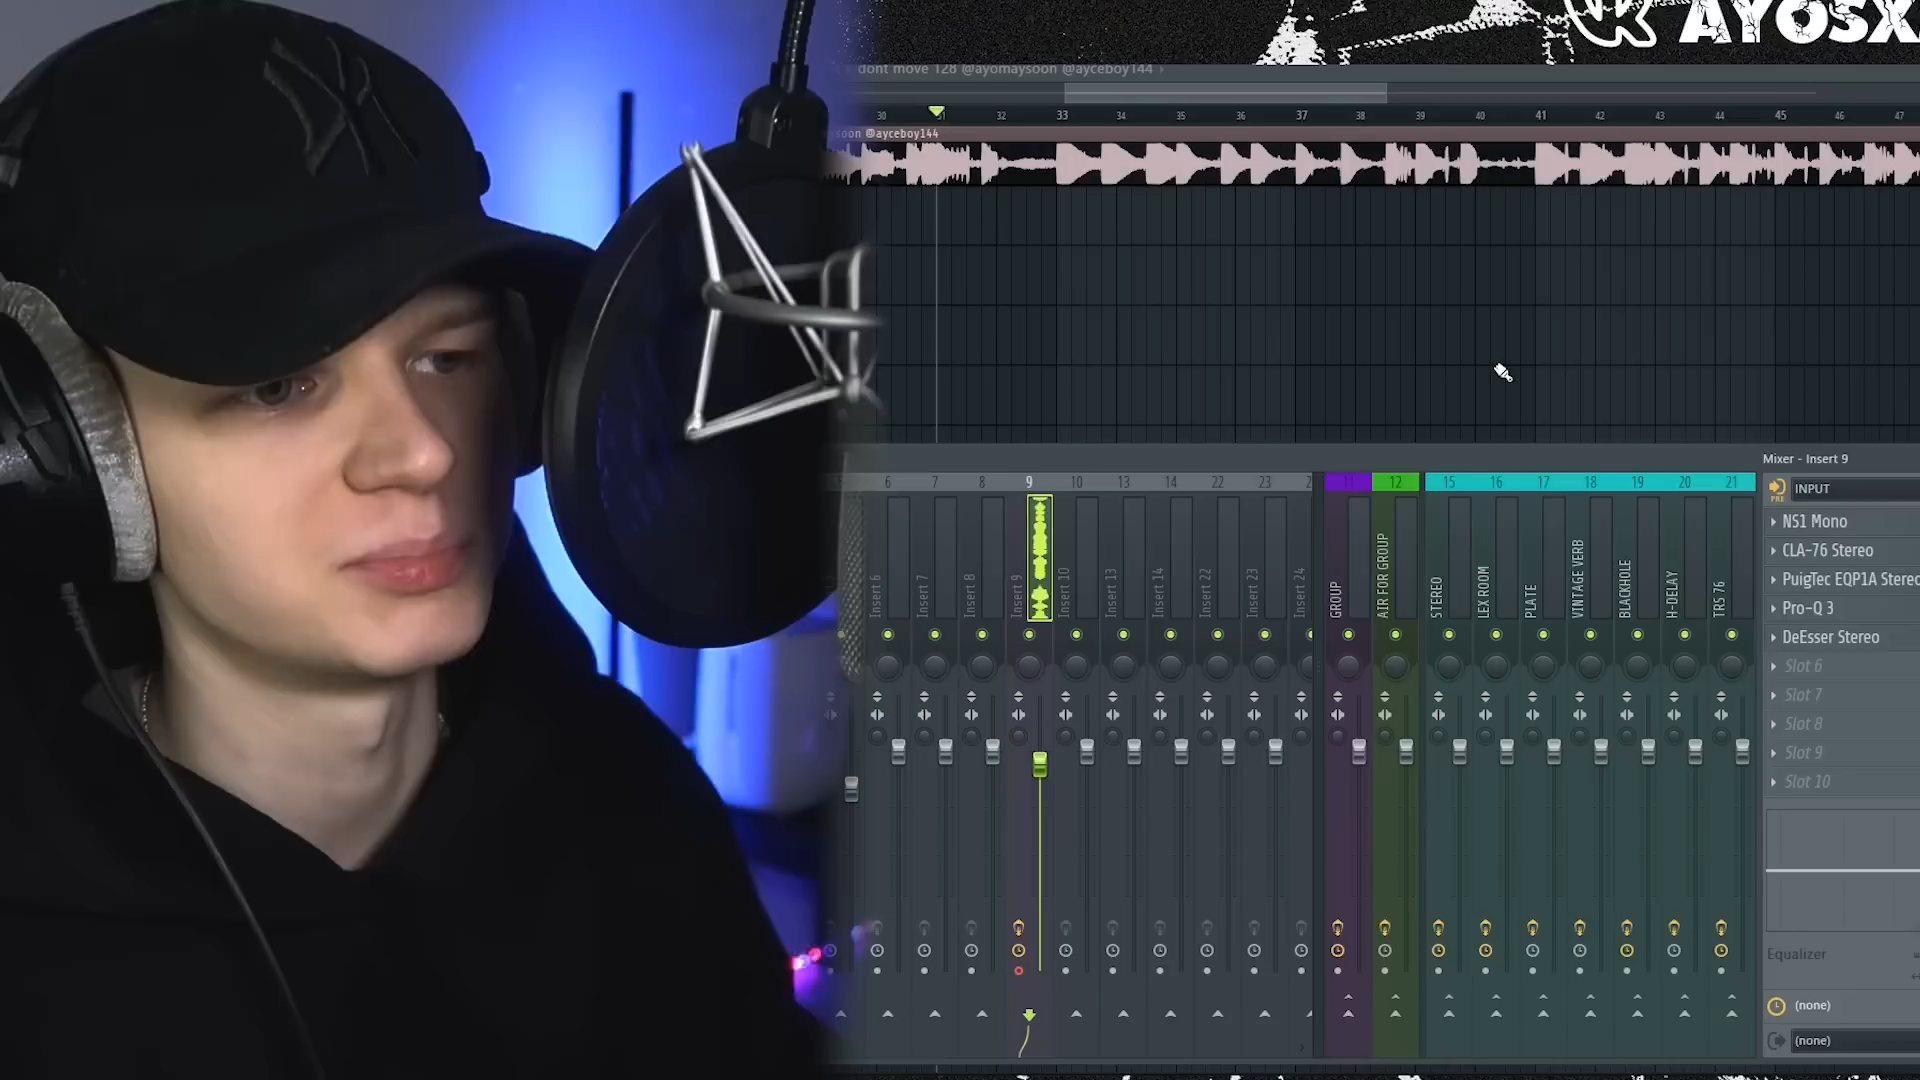 AYOSX
dont move 128 @ayomaysoon @ayceboy144
30 31 32 33 34 35 36 37 38 39 40 41 42 43 44 45 46 47
soon @ayceboy144
Mixer - Insert 9
6 7 8 9 10 13 14 22 23 2 11 12 15 16 17 18 19 20 21
INPUT
PRE
NS1 Mono
CLA-76 Stereo
PuigTec EQP1A Stereo
Pro-Q 3
DeEsser Stereo
Slot 6
Slot 7
Slot 8
Slot 9
Slot 10
Insert 6
Insert 7
Insert 8
Insert 9
Insert 10
Insert 13
Insert 14
Insert 22
Insert 23
Insert 24
GROUP
AIR FOR GROUP
STEREO
LEX ROOM
PLATE
VINTAGE VERB
BLACKHOLE
H-DELAY
TRS 76
Equalizer
(none)
(none)